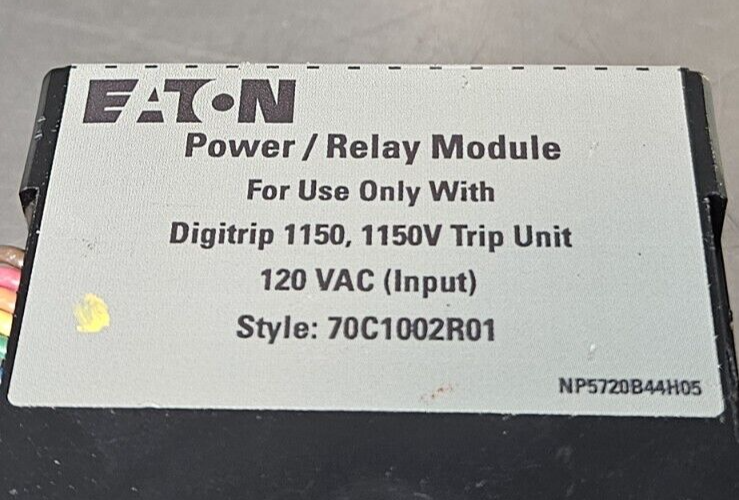 EATON
Power / Relay Module
For Use Only With
Digitrip 1150, 1150V Trip Unit
120 VAC (Input)
Style: 70C1002R01
NP5720B44H05